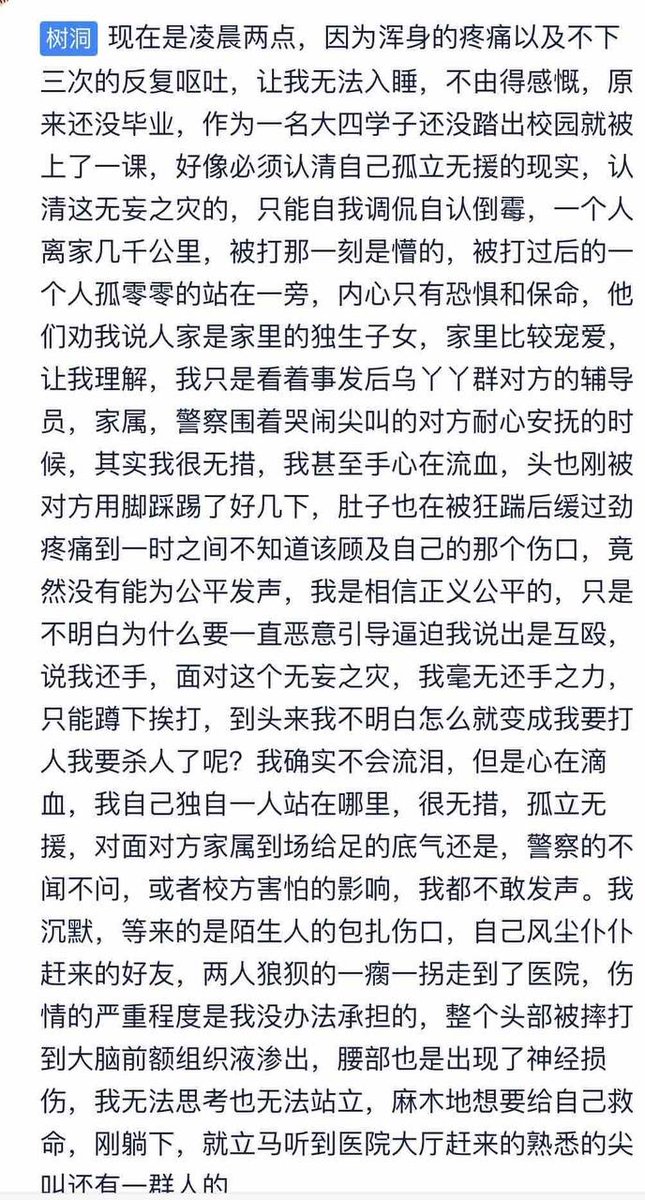 树洞 现在是凌晨两点，因为浑身的疼痛以及不下
三次的反复呕吐，让我无法入睡，不由得感慨，原
来还没毕业，作为一名大四学子还没踏出校园就被
上了一课，好像必须认清自己孤立无援的现实，认
清这无妄之灾的，只能自我调侃自认倒霉，一个人
离家几千公里，被打那一刻是懵的，被打过后的一
个人孤零零的站在一旁，内心只有恐惧和保命，他
们劝我说人家是家里的独生子女，家里比较宠爱，
让我理解，我只是看着事发后乌丫丫群对方的辅导
员，家属，警察围着哭闹尖叫的对方耐心安抚的时
候，其实我很无措，我甚至手心在流血，头也刚被
对方用脚踩踢了好几下，肚子也在被狂踹后缓过劲
疼痛到一时之间不知道该顾及自己的那个伤口，竟
然没有能为公平发声，我是相信正义公平的，只是
不明白为什么要一直恶意引导逼迫我说出是互殴，
说我还手，面对这个无妄之灾，我毫无还手之力，
只能蹲下挨打，到头来我不明白怎么就变成我要打
人我要杀人了呢？我确实不会流泪，但是心在滴
血，我自己独自一人站在哪里，很无措，孤立无
援，对面对方家属到场给足的底气还是，警察的不
闻不问，或者校方害怕的影响，我都不敢发声。我
沉默，等来的是陌生人的包扎伤口，自己风尘仆仆
赶来的好友，两人狼狈的一瘸一拐走到了医院，伤
情的严重程度是我没办法承担的，整个头部被摔打
到大脑前额组织液渗出，腰部也是出现了神经损
伤，我无法思考也无法站立，麻木地想要给自己救
命，刚躺下，就立马听到医院大厅赶来的熟悉的尖
叫还有一群人的